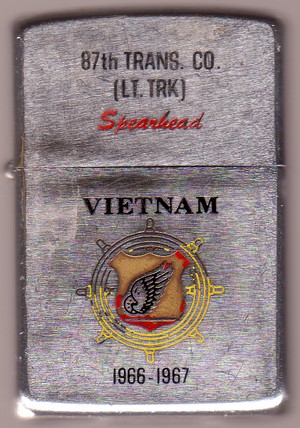 87th TRANS. CO.
(LT. TRK)
Spearhead
VIETNAM
1966-1967